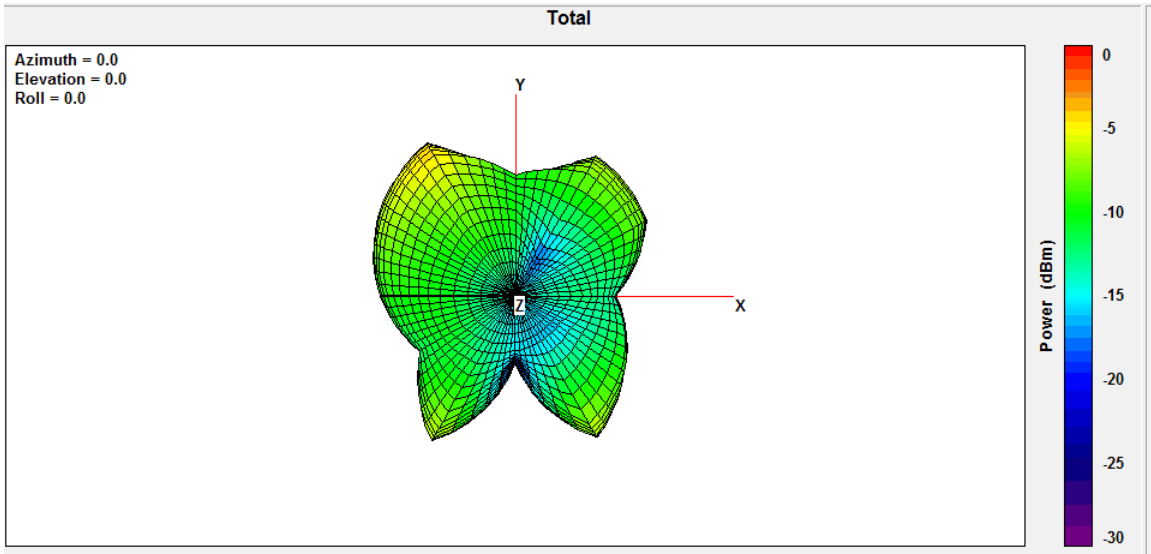 Total
Azimuth = 0.0
Elevation = 0.0
Roll = 0.0
Y
Z
X
Power (dBm)
0
-5
-10
-15
-20
-25
-30